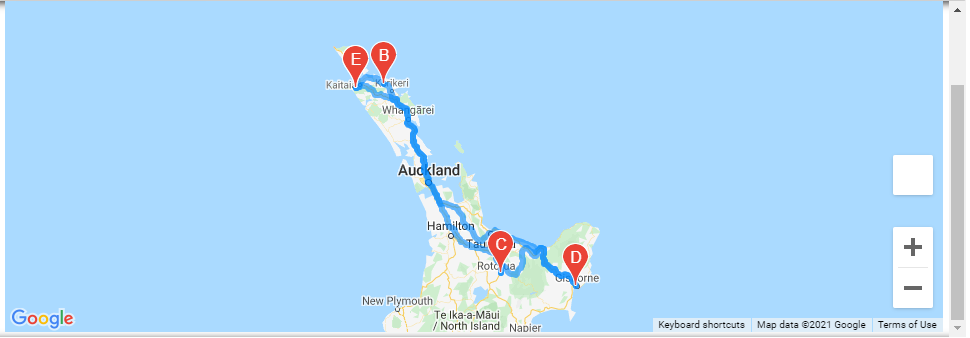 E
B
Kaitaia
Kerikeri
Whangārei
Auckland
Hamilton
C
D
Rotorua
Gisborne
New Plymouth
Te Ika-a-Māui
/ North Island
Napier
Google
Keyboard shortcuts
Map data ©2021 Google
Terms of Use